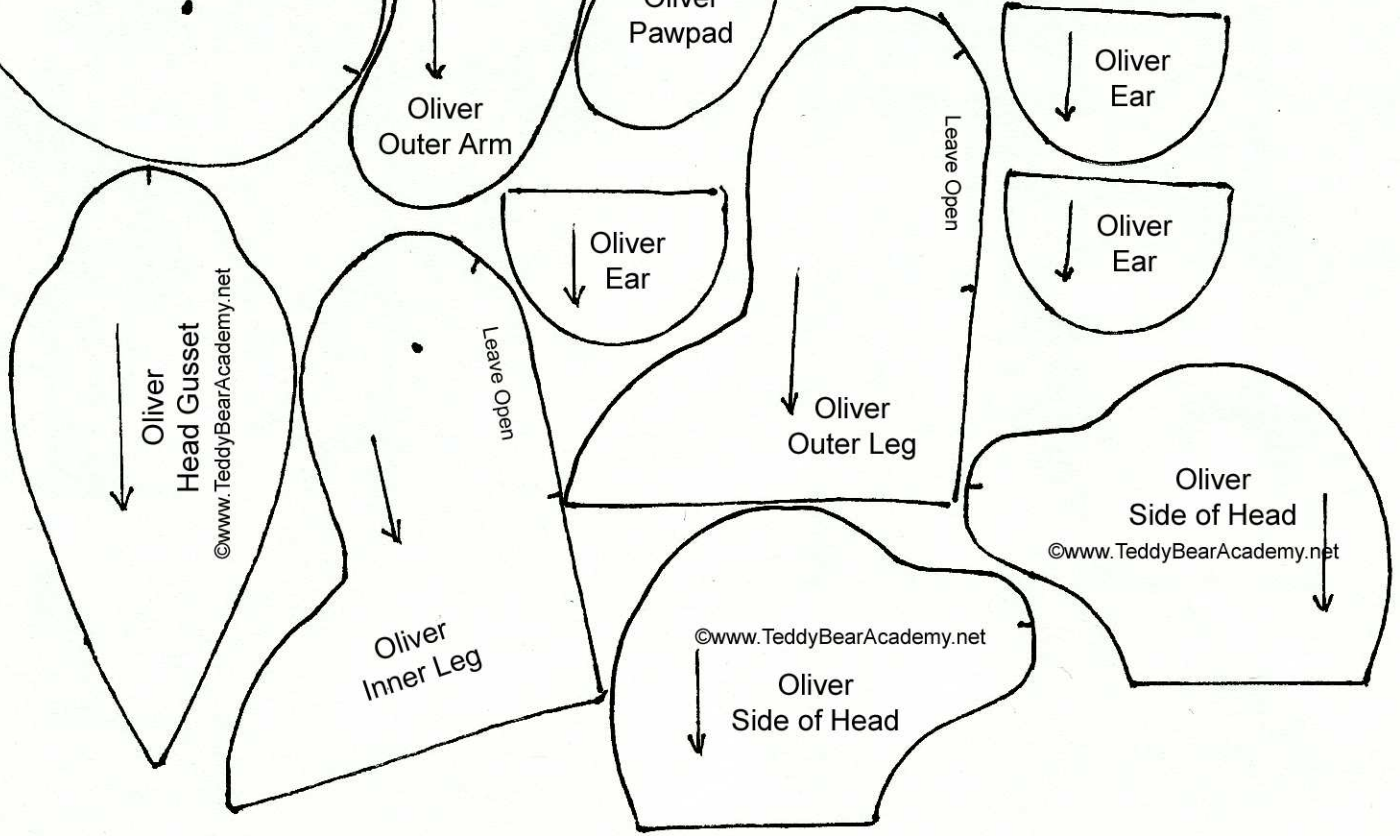 Oliver
Pawpad
Oliver
Outer Arm
Oliver
Ear
Leave Open
Oliver
Ear
Oliver
Ear
Oliver
Head Gusset
©www.TeddyBearAcademy.net
Leave Open
Oliver
Outer Leg
Oliver
Side of Head
©www.TeddyBearAcademy.net
Oliver
Inner Leg
©www.TeddyBearAcademy.net
Oliver
Side of Head